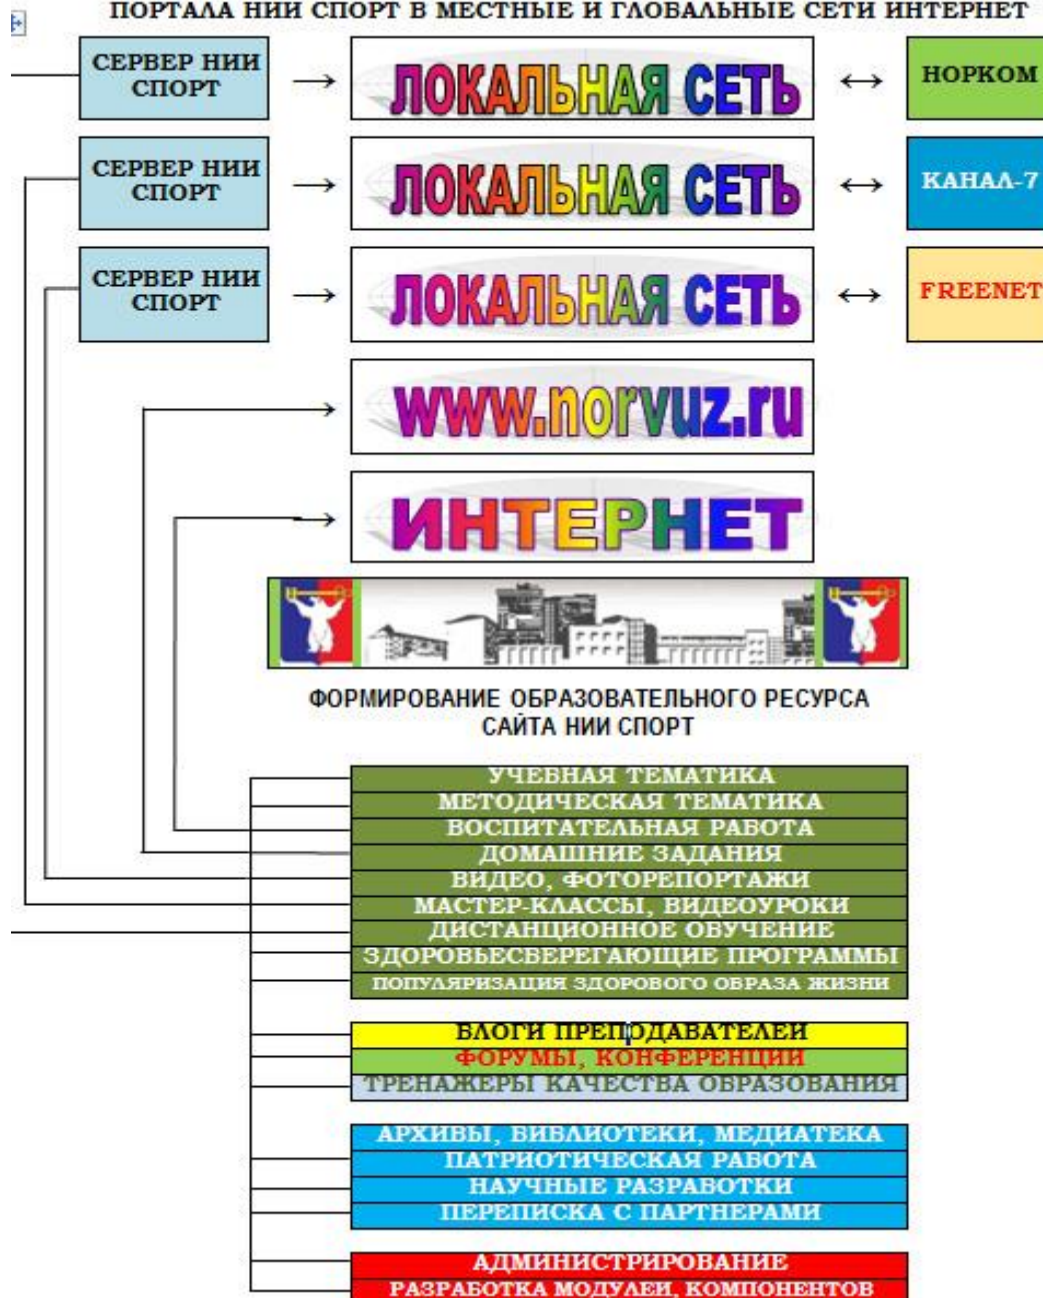 ПОРТАЛА НИИ СПОРТ В МЕСТНЫЕ И ГЛОБАЛЬНЫЕ СЕТИ ИНТЕРНЕТ
СЕРВЕР НИИ
СПОРТ
ЛОКАЛЬНАЯ СЕТЬ
НОРКОМ
СЕРВЕР НИИ
СПОРТ
ЛОКАЛЬНАЯ СЕТЬ
КАНАЛ-7
СЕРВЕР НИИ
СПОРТ
ЛОКАЛЬНАЯ СЕТЬ
FREENET
www.norvuz.ru
ИНТЕРНЕТ
ФОРМИРОВАНИЕ ОБРАЗОВАТЕЛЬНОГО РЕСУРСА
САЙТА НИИ СПОРТ
УЧЕБНАЯ ТЕМАТИКА
МЕТОДИЧЕСКАЯ ТЕМАТИКА
ВОСПИТАТЕЛЬНАЯ РАБОТА
ДОМАШНИЕ ЗАДАНИЯ
ВИДЕО, ФОТОРЕПОРТАЖИ
МАСТЕР-КЛАССЫ, ВИДЕОУРОКИ
ДИСТАНЦИОННОЕ ОБУЧЕНИЕ
ЗДОРОВЬЕСБЕРЕГАЮЩИЕ ПРОГРАММЫ
ПОПУЛЯРИЗАЦИЯ ЗДОРОВОГО ОБРАЗА ЖИЗНИ
БЛОГИ ПРЕПОДАВАТЕЛЕЙ
ФОРУМЫ, КОНФЕРЕНЦИИ
ТРЕНАЖЕРЫ КАЧЕСТВА ОБРАЗОВАНИЯ
АРХИВЫ, БИБЛИОТЕКИ, МЕДИАТЕКА
ПАТРИОТИЧЕСКАЯ РАБОТА
НАУЧНЫЕ РАЗРАБОТКИ
ПЕРЕПИСКА С ПАРТНЕРАМИ
АДМИНИСТРИРОВАНИЕ
РАЗРАБОТКА МОДУЛЕЙ, КОМПОНЕНТОВ